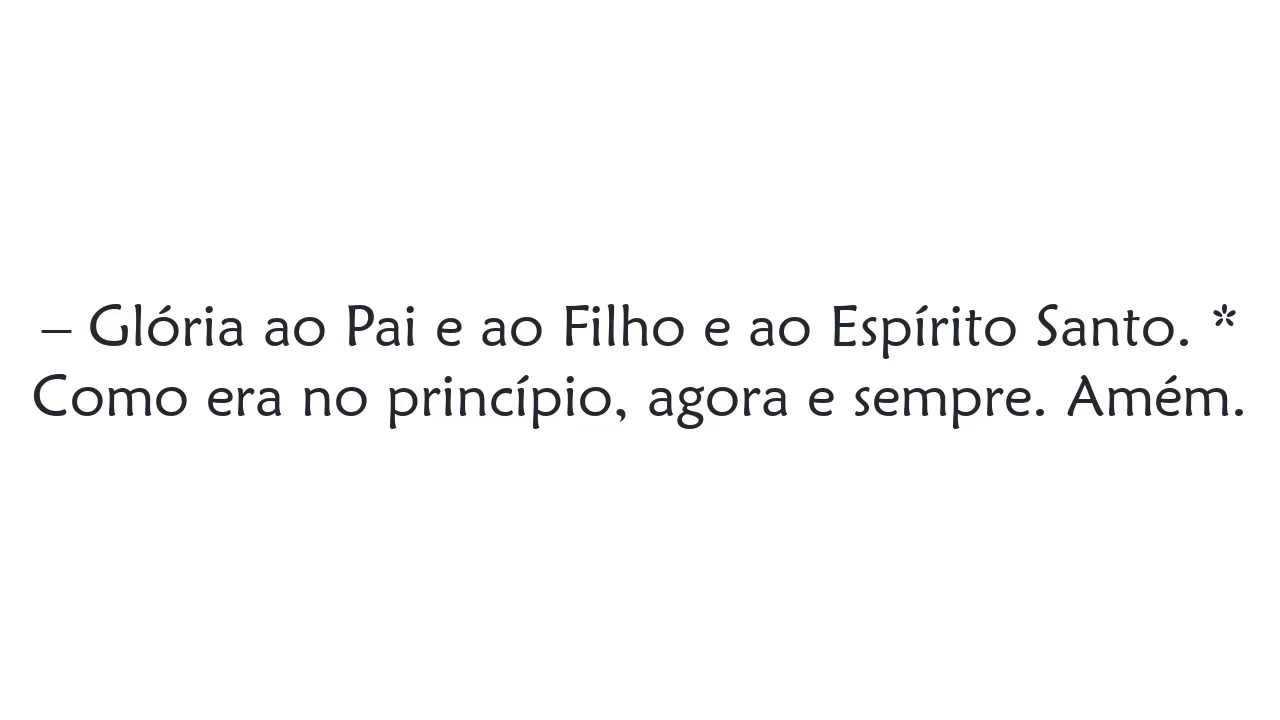 – Glória ao Pai e ao Filho e ao Espírito Santo. *
Como era no princípio, agora e sempre. Amém.